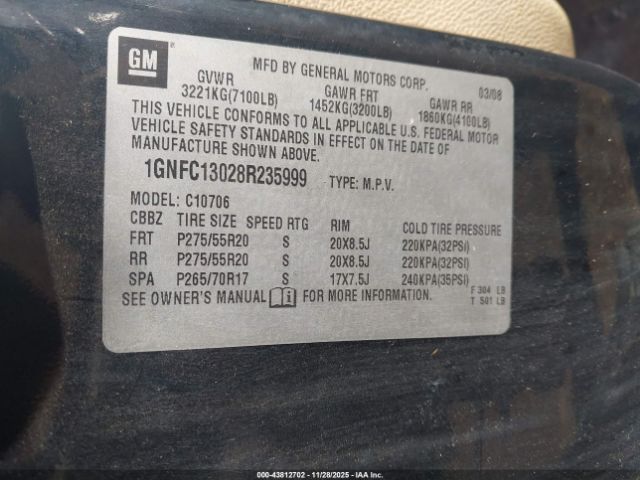 GM
MFD BY GENERAL MOTORS CORP. 03/08
GVWR GAWR FRT GAWR RR
3221KG(7100LB) 1452KG(3200LB) 1860KG(4100LB)
THIS VEHICLE CONFORMS TO ALL APPLICABLE U.S. FEDERAL MOTOR
VEHICLE SAFETY STANDARDS IN EFFECT ON THE DATE OF
MANUFACTURE SHOWN ABOVE.
1GNFC13028R235999 TYPE: M.P.V.
MODEL: C10706
CBBZ TIRE SIZE SPEED RTG RIM COLD TIRE PRESSURE
FRT P275/55R20 S 20X8.5J 220KPA(32PSI)
RR P275/55R20 S 20X8.5J 220KPA(32PSI)
SPA P265/70R17 S 17X7.5J 240KPA(35PSI)
SEE OWNER'S MANUAL FOR MORE INFORMATION.
F 304 LB
T 501 LB
000-43812702 - 11/28/2025 - IAAI.COM